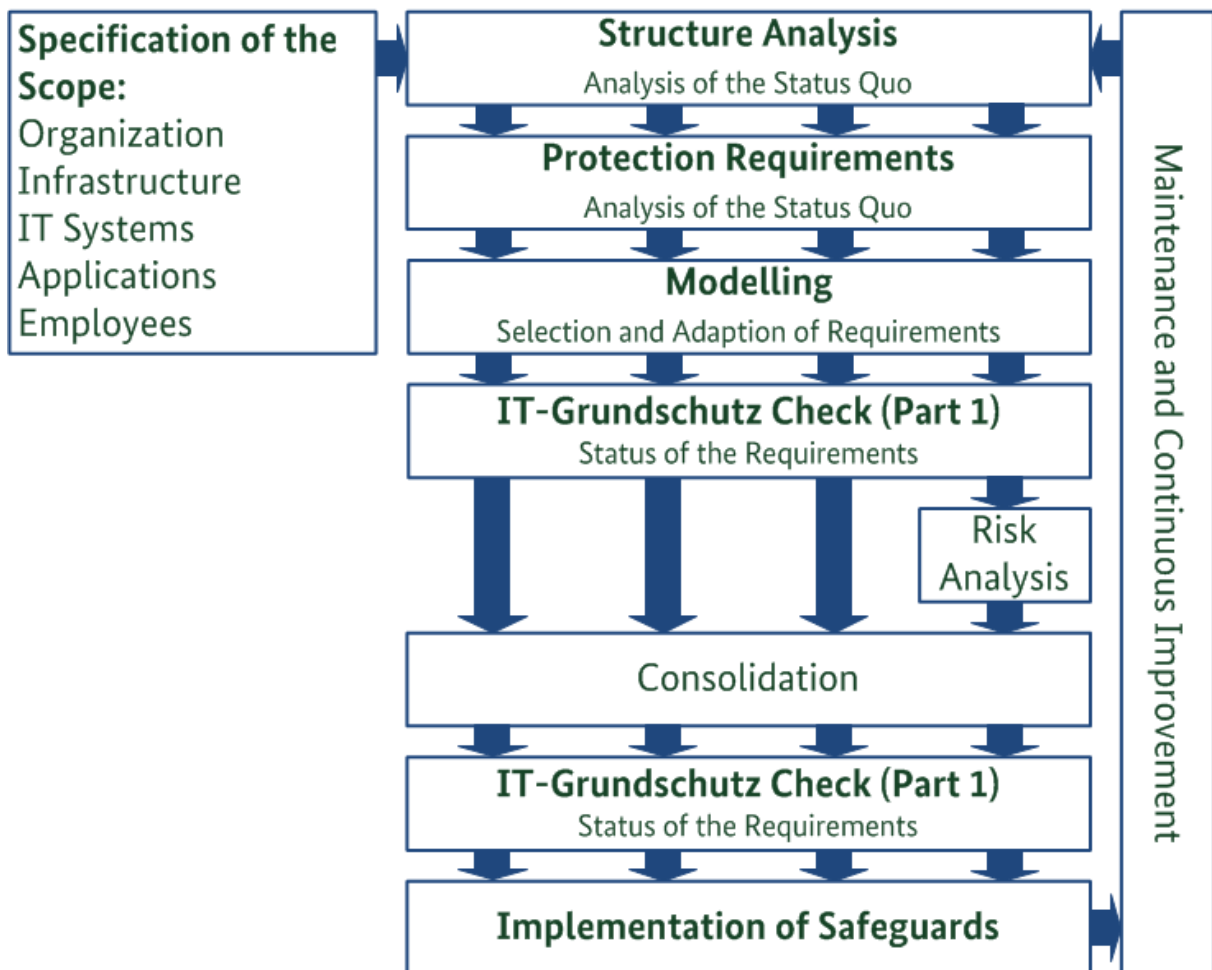 Specification of the
Scope:
Organization
Infrastructure
IT Systems
Applications
Employees
Structure Analysis
Analysis of the Status Quo
Protection Requirements
Analysis of the Status Quo
Modelling
Selection and Adaption of Requirements
IT-Grundschutz Check (Part 1)
Status of the Requirements
Risk
Analysis
Consolidation
IT-Grundschutz Check (Part 1)
Status of the Requirements
Implementation of Safeguards
Maintenance and Continuous Improvement